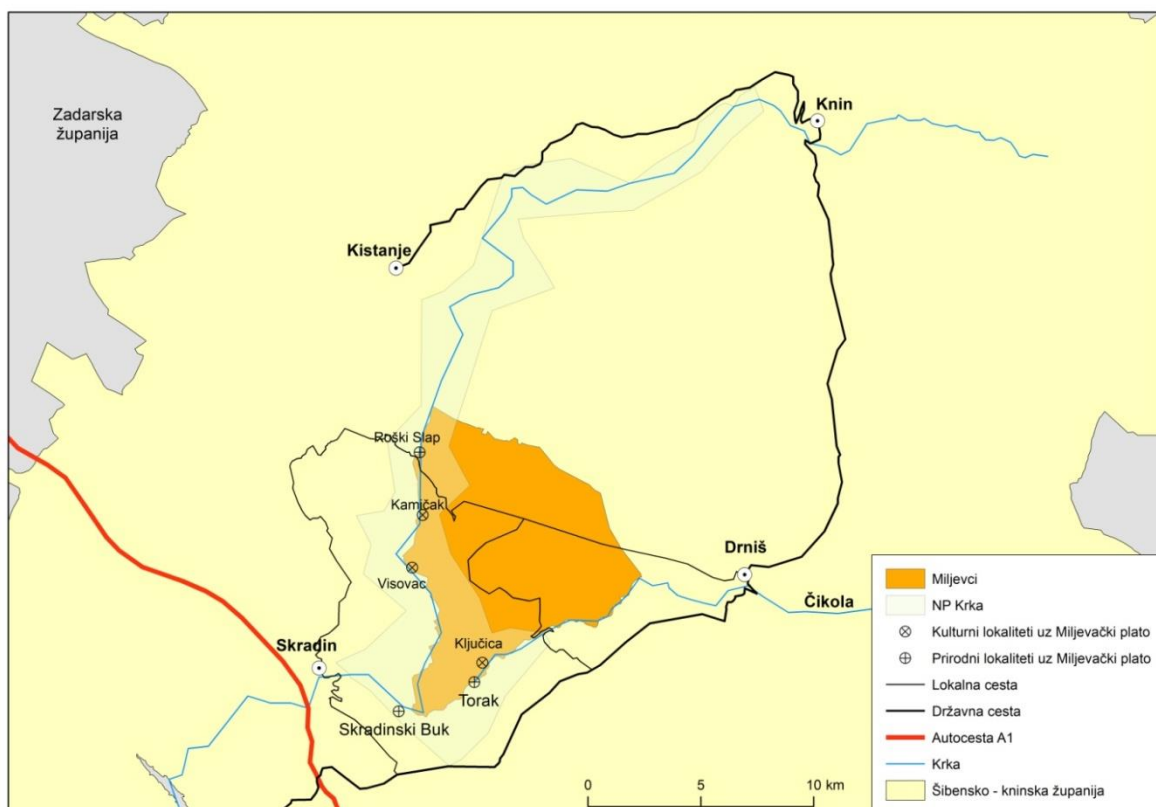 Zadarska
županija
Knin
Kistanje
Roški Slap
Kamičak
Visovac
Drniš
Čikola
Ključica
Skradin
Torak
Skradinski Buk
0 5 10 km
Miljevci
NP Krka
Kulturni lokaliteti uz Miljevački plato
Prirodni lokaliteti uz Miljevački plato
Lokalna cesta
Državna cesta
Autocesta A1
Krka
Šibensko - kninska županija